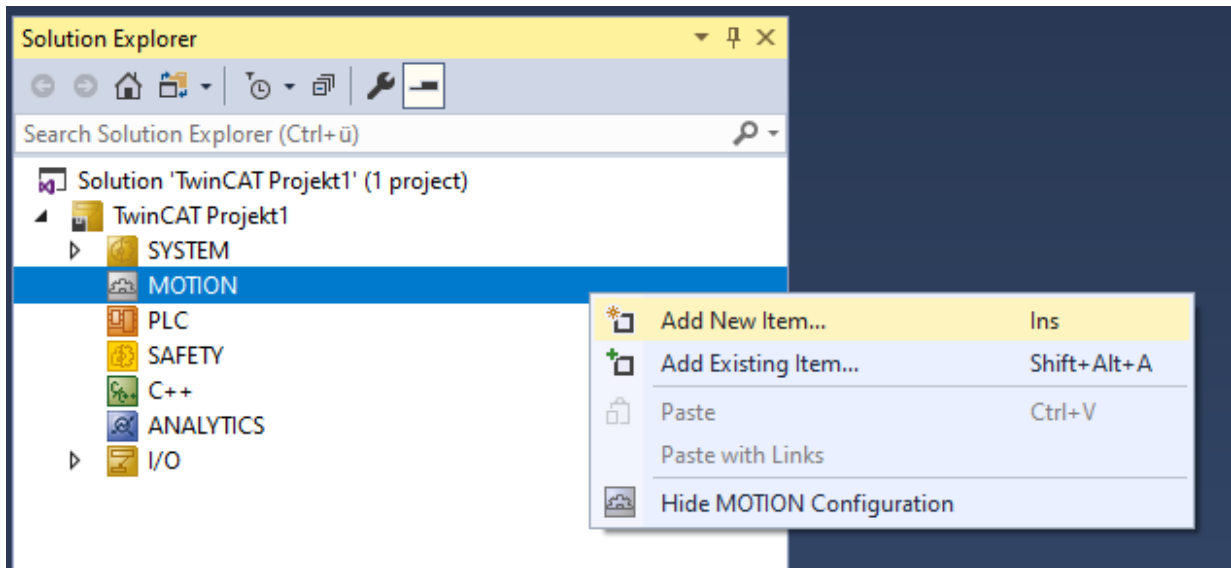 Solution Explorer
Search Solution Explorer (Ctrl+ü)
Solution 'TwinCAT Projekt1' (1 project)
TwinCAT Projekt1
SYSTEM
MOTION
PLC
SAFETY
C++
ANALYTICS
I/O
Add New Item... Ins
Add Existing Item... Shift+Alt+A
Paste Ctrl+V
Paste with Links
Hide MOTION Configuration